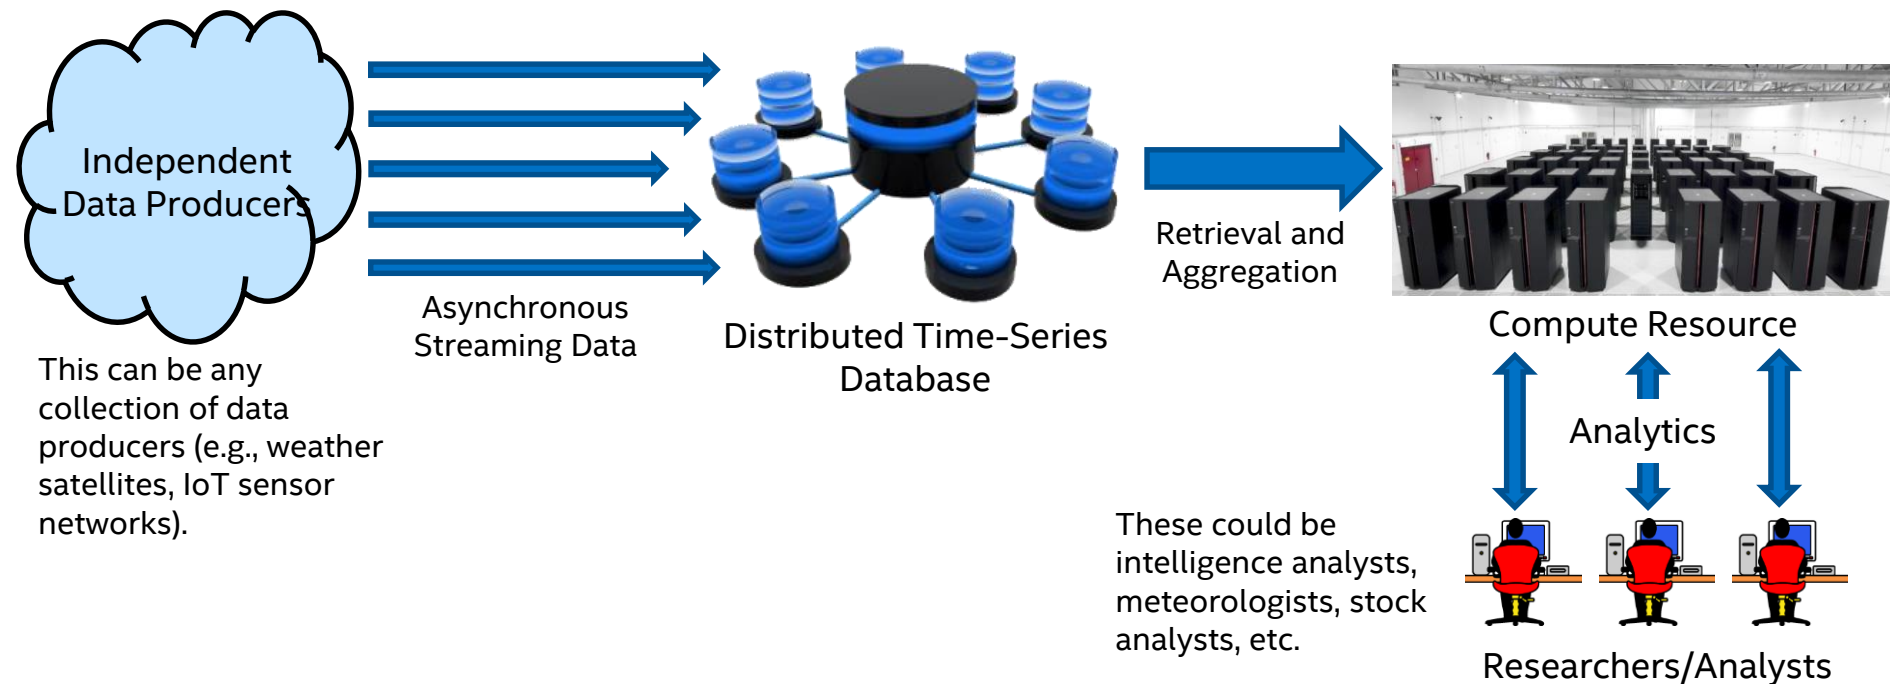 Independent
Data Producers
This can be any
collection of data
producers (e.g., weather
satellites, IoT sensor
networks).
Asynchronous
Streaming Data
Distributed Time-Series
Database
Retrieval and
Aggregation
Compute Resource
Analytics
These could be
intelligence analysts,
meteorologists, stock
analysts, etc.
Researchers/Analysts